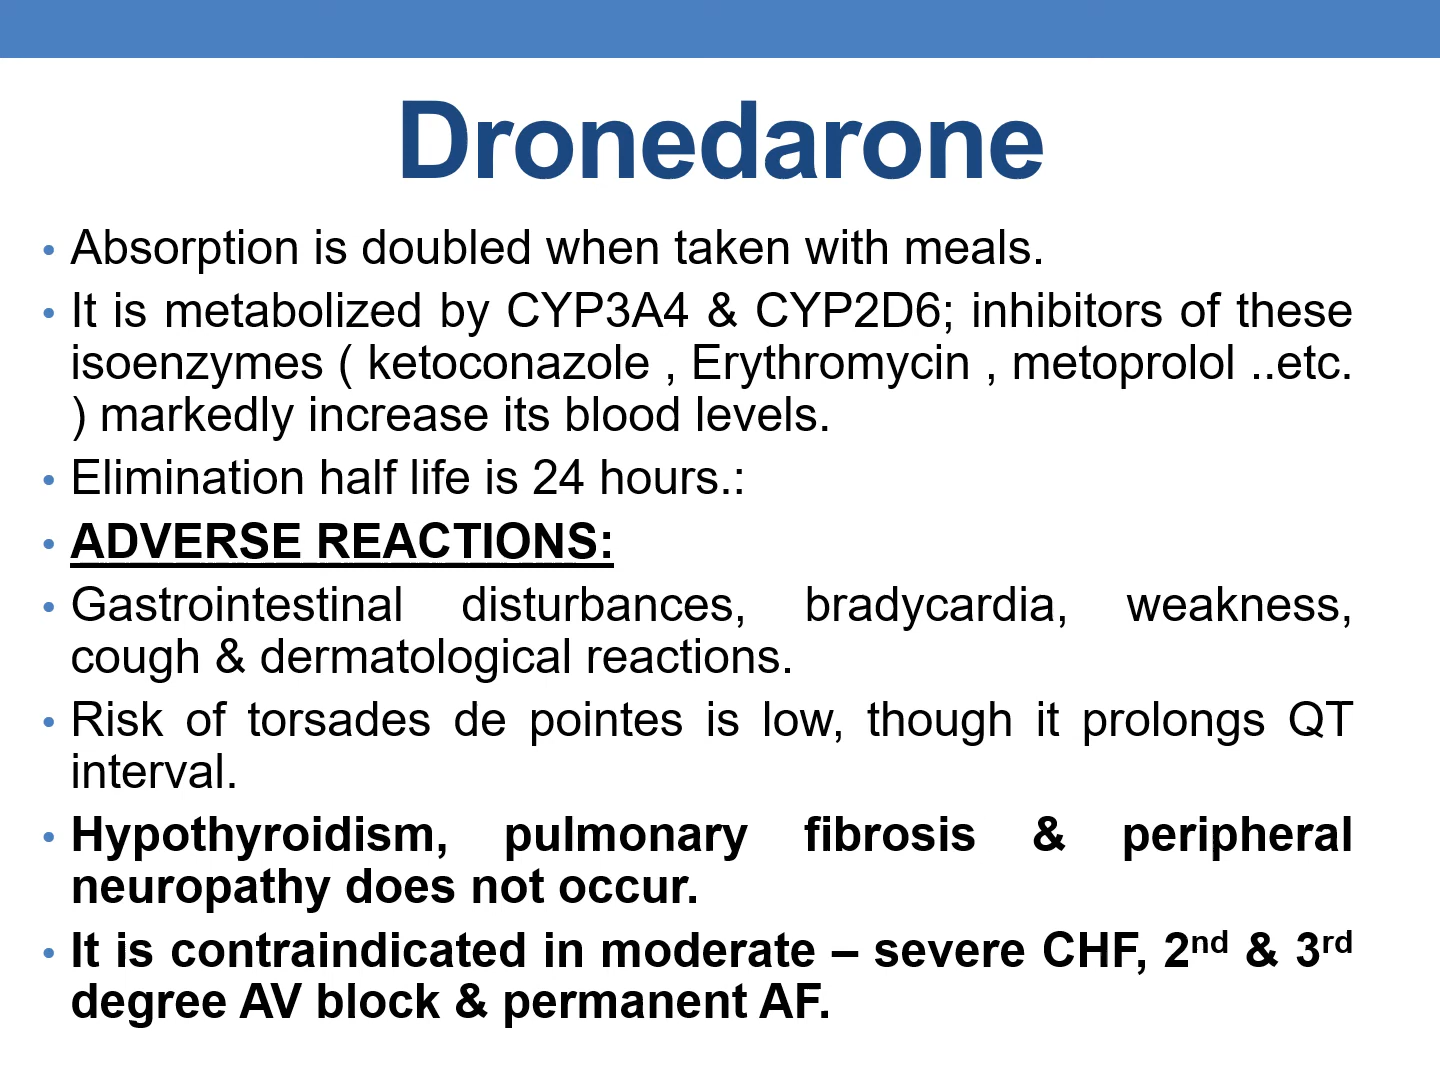 Dronedarone
• Absorption is doubled when taken with meals.
• It is metabolized by CYP3A4 & CYP2D6; inhibitors of these
isoenzymes ( ketoconazole , Erythromycin , metoprolol ..etc.
) markedly increase its blood levels.
• Elimination half life is 24 hours.:
• ADVERSE REACTIONS:
• Gastrointestinal disturbances, bradycardia, weakness,
cough & dermatological reactions.
• Risk of torsades de pointes is low, though it prolongs QT
interval.
• Hypothyroidism, pulmonary fibrosis & peripheral
neuropathy does not occur.
• It is contraindicated in moderate – severe CHF, 2nd & 3rd
degree AV block & permanent AF.